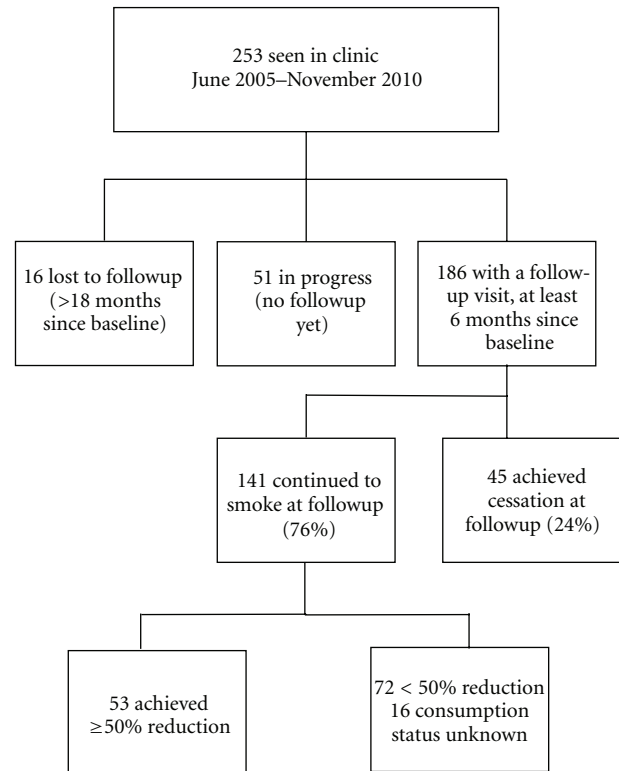 253 seen in clinic
June 2005–November 2010
16 lost to followup
(>18 months
since baseline)
51 in progress
(no followup
yet)
186 with a follow-
up visit, at least
6 months since
baseline
141 continued to
smoke at followup
(76%)
45 achieved
cessation at
followup (24%)
53 achieved
≥50% reduction
72 < 50% reduction
16 consumption
status unknown